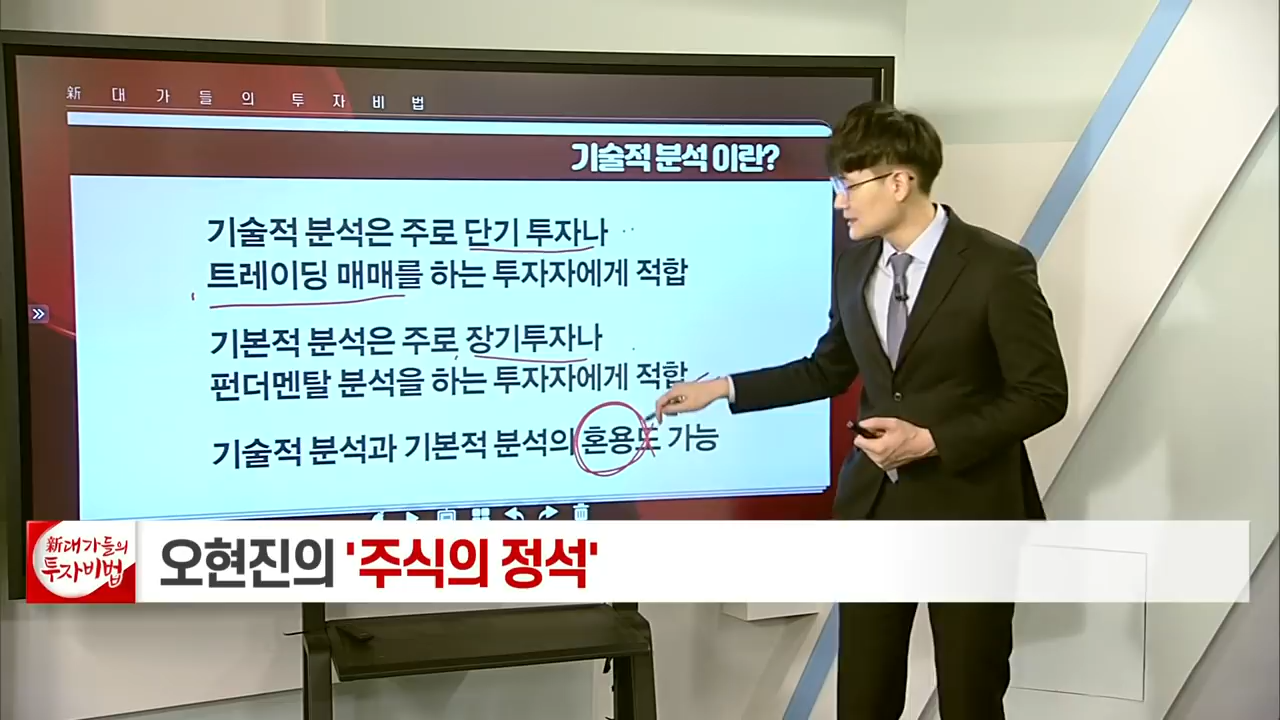 新 대 가 들 의 투 자 비 법
기술적 분석 이란?
기술적 분석은 주로 단기 투자나
트레이딩 매매를 하는 투자자에게 적합
기본적 분석은 주로 장기투자나
펀더멘탈 분석을 하는 투자자에게 적합
기술적 분석과 기본적 분석의 혼용도 가능
新대가들의
투자비법
오현진의 '주식의 정석'